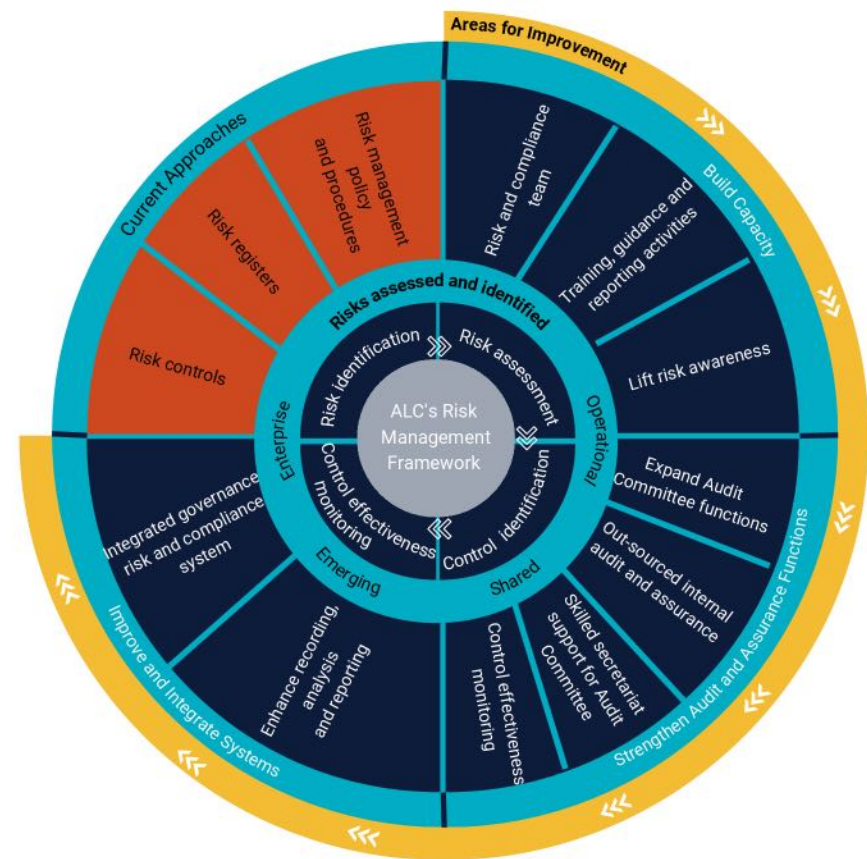 Areas for Improvement
Current Approaches
Risk management
policy
and procedures
Risk registers
Risk controls
Build Capacity
Risk and compliance
team
Training, guidance and
reporting activities
Lift risk awareness
Strengthen Audit and Assurance Functions
Expand Audit
Committee functions
Out-sourced internal
audit and assurance
Skilled secretariat
support for Audit
Committee
Control effectiveness
monitoring
Improve and Integrate Systems
Enhance recording,
analysis
and reporting
Integrated governance
risk and compliance
system
Risks assessed and identified
Operational
Shared
Emerging
Enterprise
Risk identification
Risk assessment
Control identification
Control effectiveness
monitoring
ALC's Risk
Management
Framework